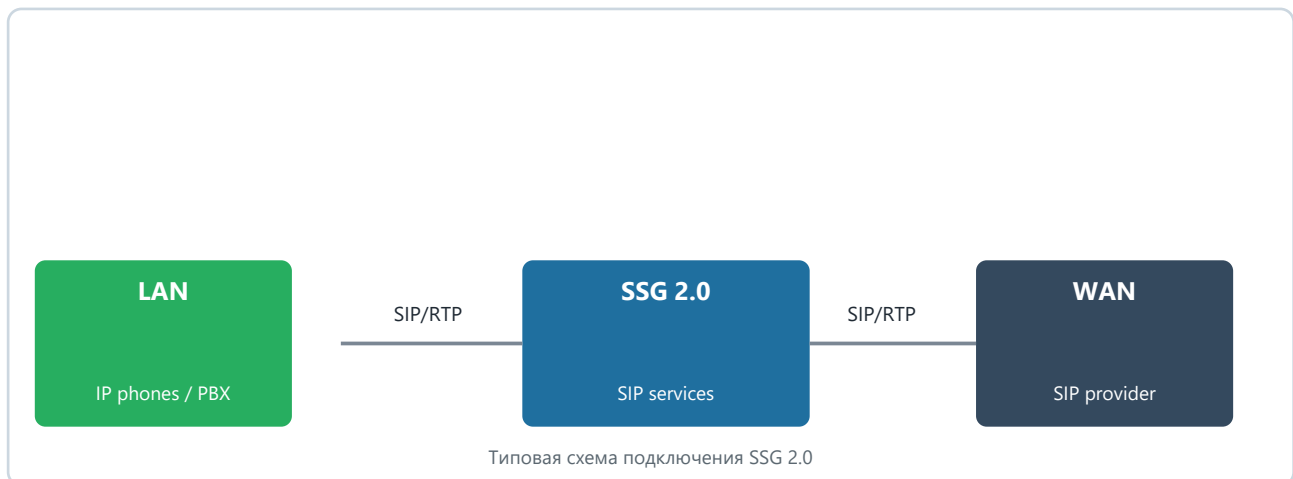 LAN
IP phones / PBX
SIP/RTP
SSG 2.0
SIP services
SIP/RTP
WAN
SIP provider
Типовая схема подключения SSG 2.0